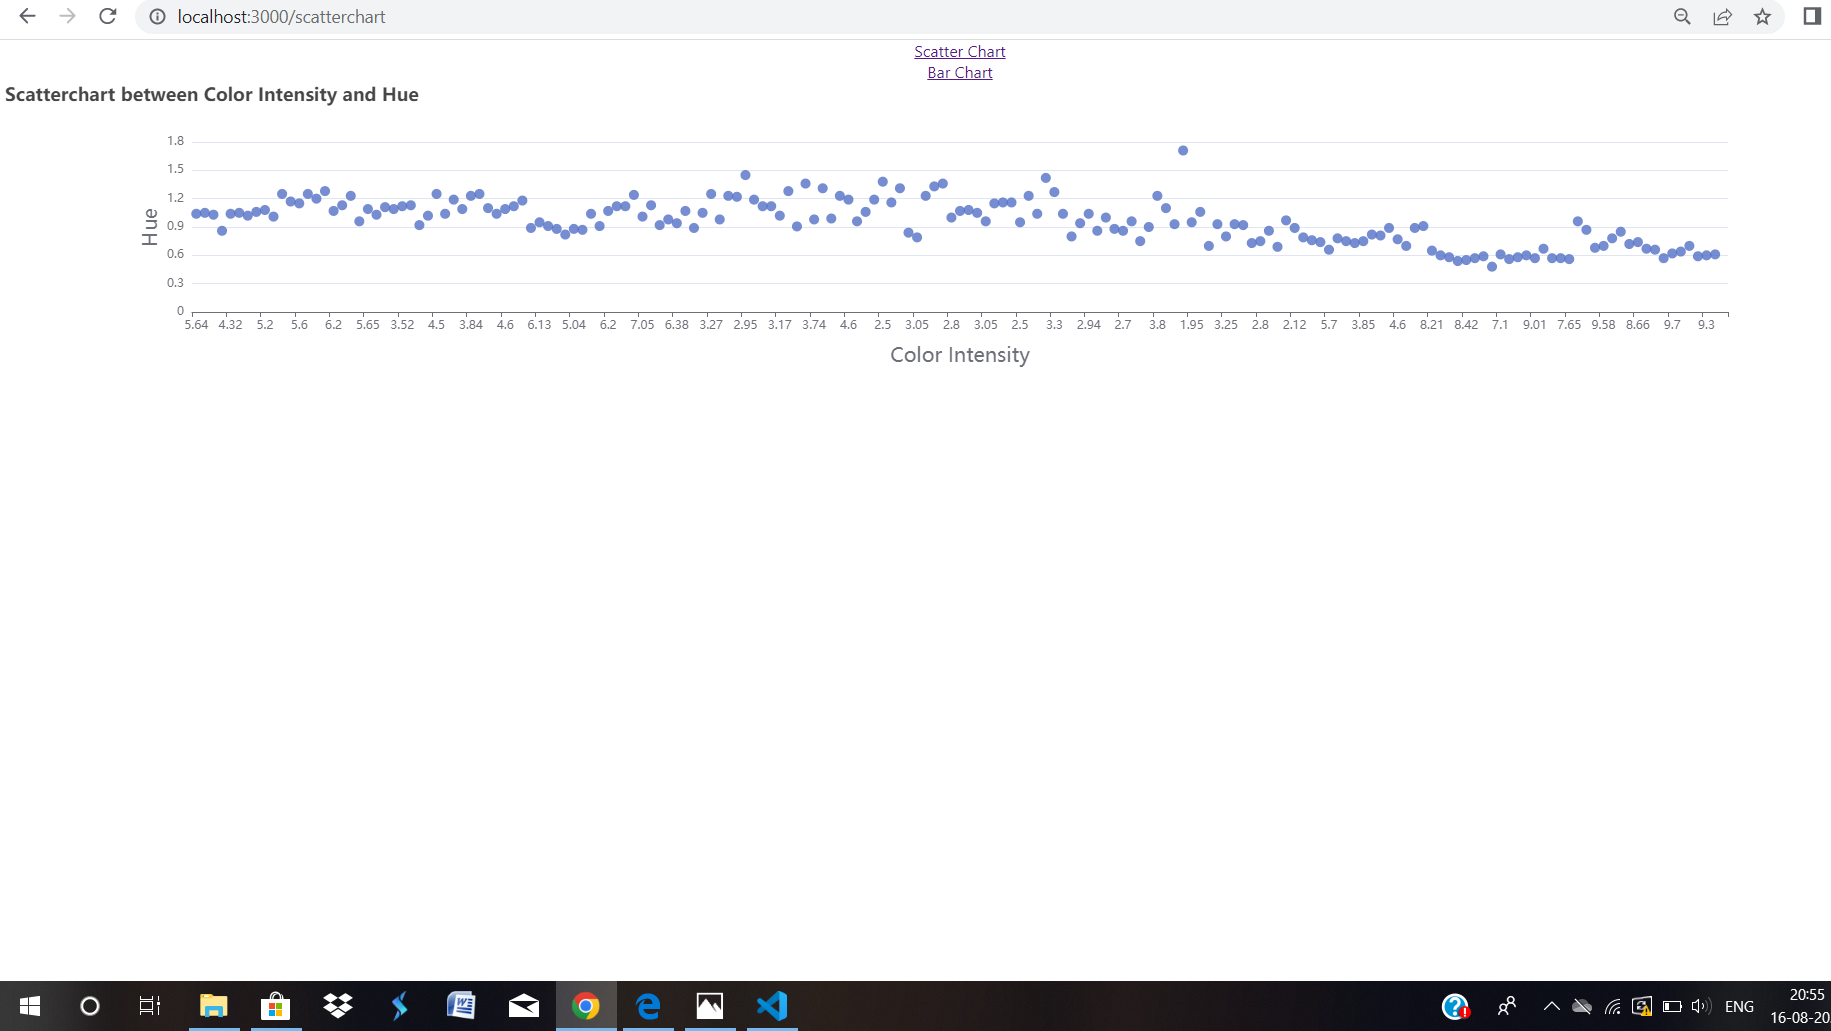 localhost:3000/scatterchart
Scatter Chart
Bar Chart
Scatterchart between Color Intensity and Hue
1.8
1.5
1.2
0.9
0.6
0.3
0
Hue
5.64 4.32 5.2 5.6 6.2 5.65 3.52 4.5 3.84 4.6 6.13 5.04 6.2 7.05 6.38 3.27 2.95 3.17 3.74 4.6 2.5 3.05 2.8 3.05 2.5 3.3 2.94 2.7 3.8 1.95 3.25 2.8 2.12 5.7 3.85 4.6 8.21 8.42 7.1 9.01 7.65 9.58 8.66 9.7 9.3
Color Intensity
ENG
20:55
16-08-20